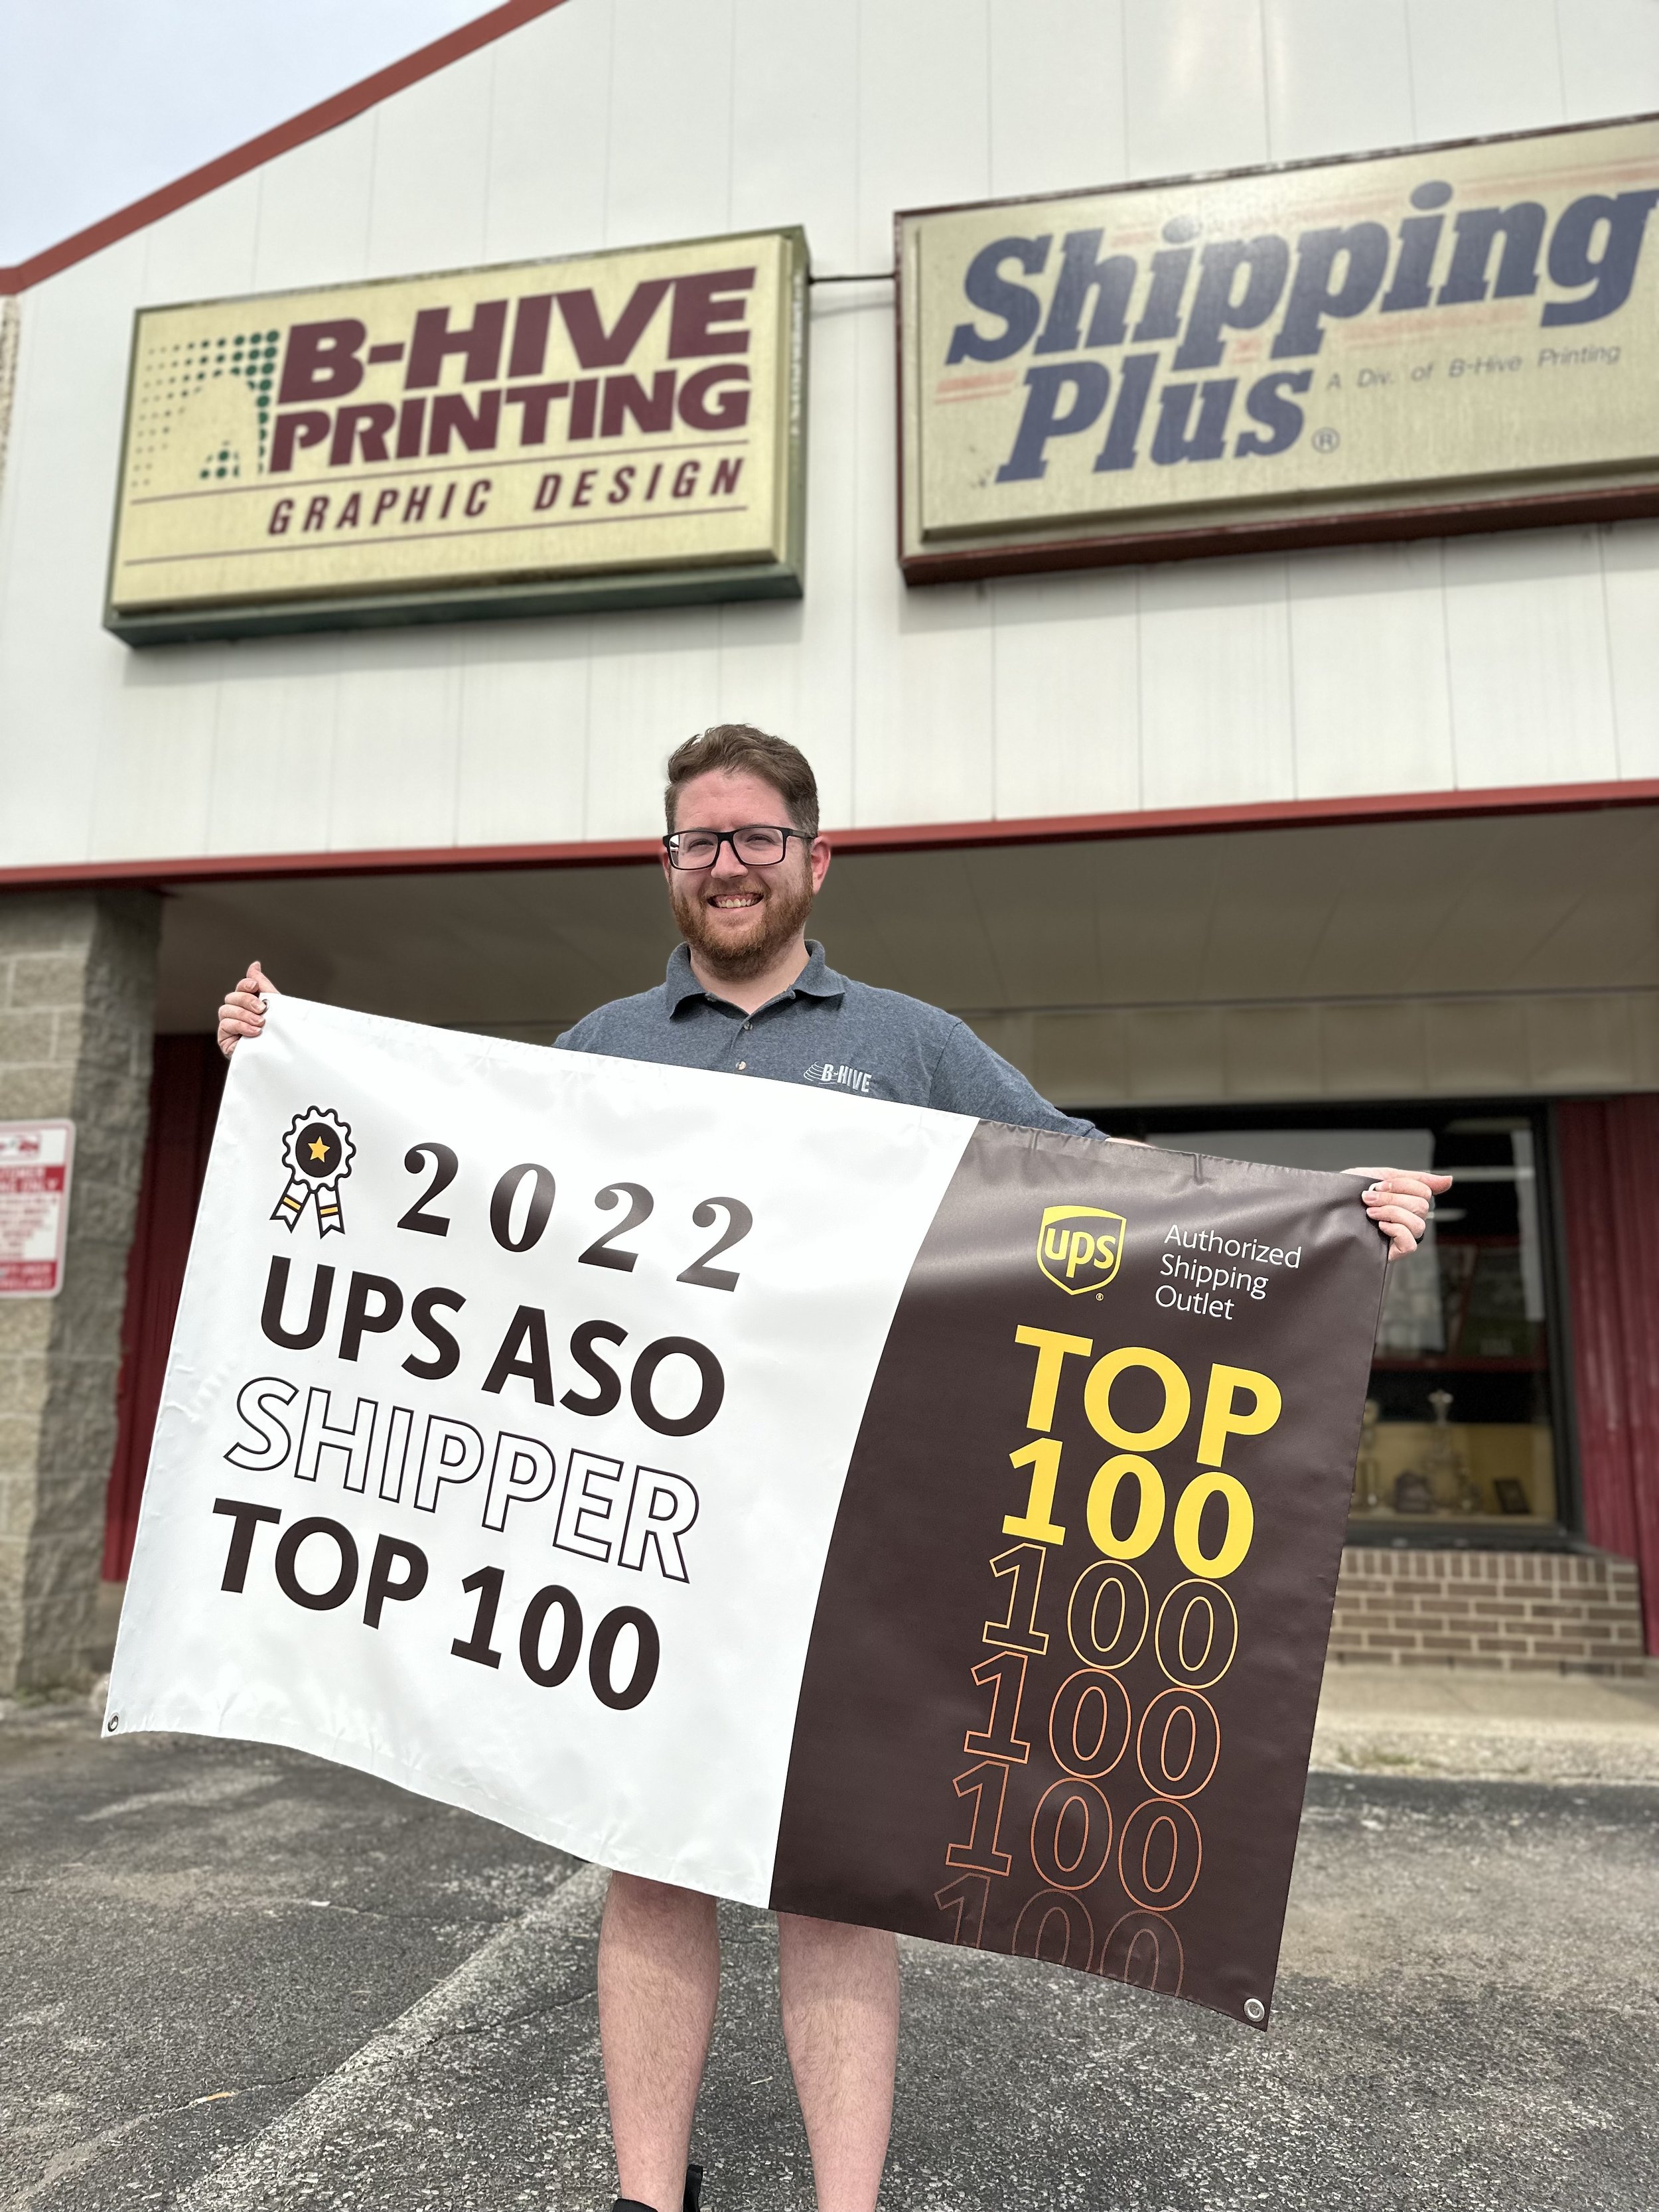 B-HIVE
PRINTING
GRAPHIC DESIGN
Shipping
Plus®
A Div. of B-Hive Printing
B-HIVE
2022
UPS ASO
SHIPPER
TOP 100
ups®
Authorized
Shipping
Outlet
TOP
100
100
100
100
100